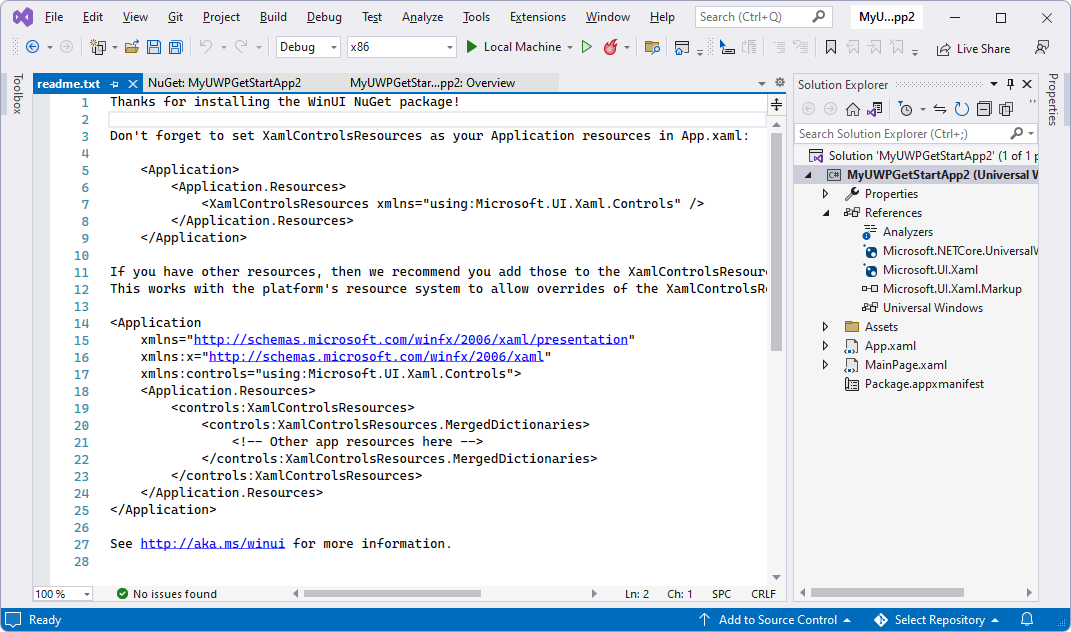 File Edit View Git Project Build Debug Test Analyze Tools Extensions Window Help Search (Ctrl+Q) MyU...pp2
Debug x86 Local Machine Live Share
Toolbox
readme.txt NuGet: MyUWPGetStartApp2 MyUWPGetStar...pp2: Overview
1 Thanks for installing the WinUI NuGet package!
2
3 Don't forget to set XamlControlsResources as your Application resources in App.xaml:
4
5 <Application>
6 <Application.Resources>
7 <XamlControlsResources xmlns="using:Microsoft.UI.Xaml.Controls" />
8 </Application.Resources>
9 </Application>
10
11 If you have other resources, then we recommend you add those to the XamlControlsResour
12 This works with the platform's resource system to allow overrides of the XamlControlsRe
13
14 <Application
15 xmlns="http://schemas.microsoft.com/winfx/2006/xaml/presentation"
16 xmlns:x="http://schemas.microsoft.com/winfx/2006/xaml"
17 xmlns:controls="using:Microsoft.UI.Xaml.Controls">
18 <Application.Resources>
19 <controls:XamlControlsResources>
20 <controls:XamlControlsResources.MergedDictionaries>
21 <!-- Other app resources here -->
22 </controls:XamlControlsResources.MergedDictionaries>
23 </controls:XamlControlsResources>
24 </Application.Resources>
25 </Application>
26
27 See http://aka.ms/winui for more information.
28
100 % No issues found Ln: 2 Ch: 1 SPC CRLF
Solution Explorer
Search Solution Explorer (Ctrl+;)
Solution 'MyUWPGetStartApp2' (1 of 1 p
C# MyUWPGetStartApp2 (Universal W
Properties
References
Analyzers
Microsoft.NETCore.UniversalW
Microsoft.UI.Xaml
Microsoft.UI.Xaml.Markup
Universal Windows
Assets
App.xaml
MainPage.xaml
Package.appxmanifest
Properties
Ready Add to Source Control Select Repository